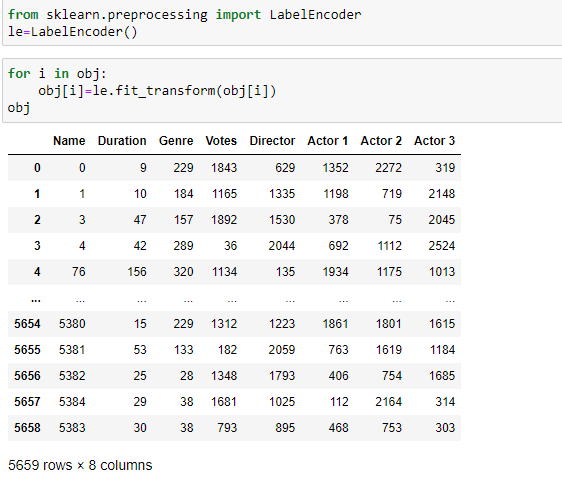 from sklearn.preprocessing import LabelEncoder
le=LabelEncoder()
for i in obj:
    obj[i]=le.fit_transform(obj[i])
obj
Name Duration Genre Votes Director Actor 1 Actor 2 Actor 3
0 0 9 229 1843 629 1352 2272 319
1 1 10 184 1165 1335 1198 719 2148
2 3 47 157 1892 1530 378 75 2045
3 4 42 289 36 2044 692 1112 2524
4 76 156 320 1134 135 1934 1175 1013
... ... ... ... ... ... ... ... ...
5654 5380 15 229 1312 1223 1861 1801 1615
5655 5381 53 133 182 2059 763 1619 1184
5656 5382 25 28 1348 1793 406 754 1685
5657 5384 29 38 1681 1025 112 2164 314
5658 5383 30 38 793 895 468 753 303
5659 rows × 8 columns